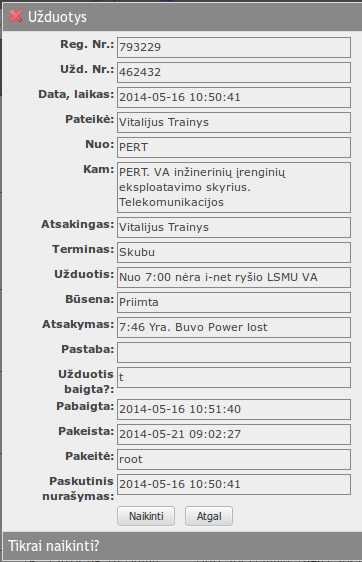 Užduotys
Reg. Nr.: 793229
Užd. Nr.: 462432
Data, laikas: 2014-05-16 10:50:41
Pateikė: Vitalijus Trainys
Nuo: PERT
Kam: PERT. VA inžinerinių įrenginių
eksploatavimo skyrius.
Telekomunikacijos
Atsakingas: Vitalijus Trainys
Terminas: Skubu
Užduotis: Nuo 7:00 nėra i-net ryšio LSMU VA
Būsena: Priimta
Atsakymas: 7:46 Yra. Buvo Power lost
Pastaba:
Užduotis
baigta?: t
Pabaigta: 2014-05-16 10:51:40
Pakeista: 2014-05-21 09:02:27
Pakeitė: root
Paskutinis
nurašymas: 2014-05-16 10:50:41
Naikinti Atgal
Tikrai naikinti?